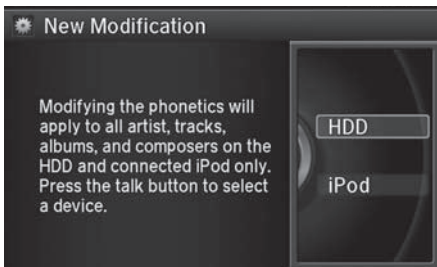 New Modification
Modifying the phonetics will
apply to all artist, tracks,
albums, and composers on the
HDD and connected iPod only.
Press the talk button to select
a device.
HDD
iPod